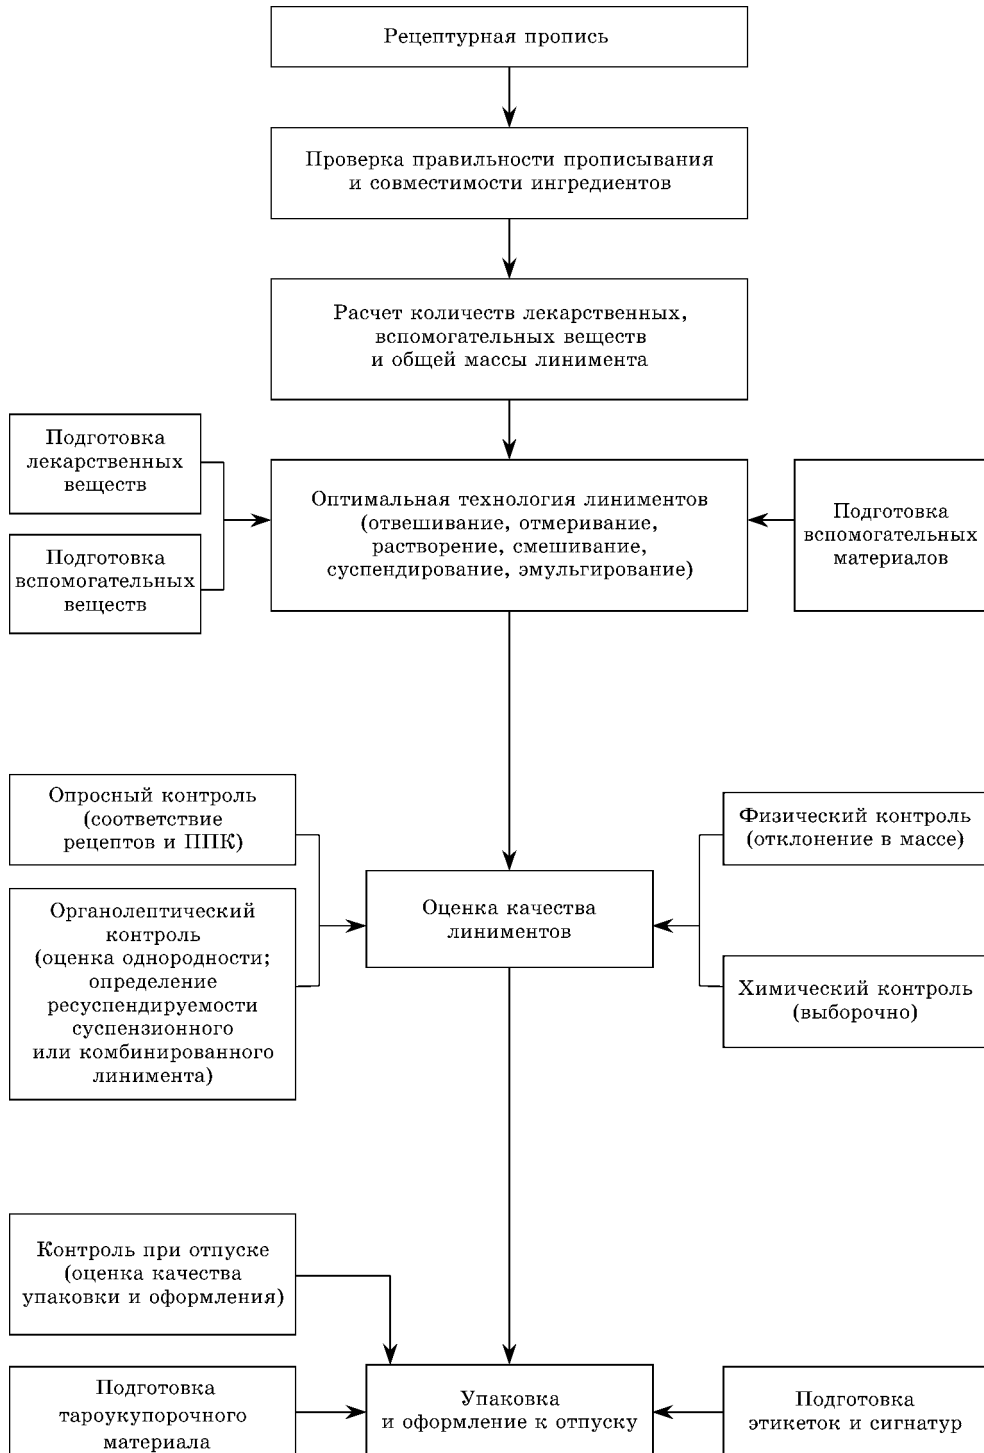 Рецептурная пропись
Проверка правильности прописывания
и совместимости ингредиентов
Расчет количеств лекарственных,
вспомогательных веществ
и общей массы линимента
Подготовка
лекарственных
веществ
Подготовка
вспомогательных
веществ
Оптимальная технология линиментов
(отвешивание, отмеривание,
растворение, смешивание,
суспендирование, эмульгирование)
Подготовка
вспомогательных
материалов
Опросный контроль
(соответствие
рецептов и ППК)
Органолептический
контроль
(оценка однородности;
определение
ресуспендируемости
суспензионного
или комбинированного
линимента)
Оценка качества
линиментов
Физический контроль
(отклонение в массе)
Химический контроль
(выборочно)
Контроль при отпуске
(оценка качества
упаковки и оформления)
Подготовка
тароукупорочного
материала
Упаковка
и оформление к отпуску
Подготовка
этикеток и сигнатур